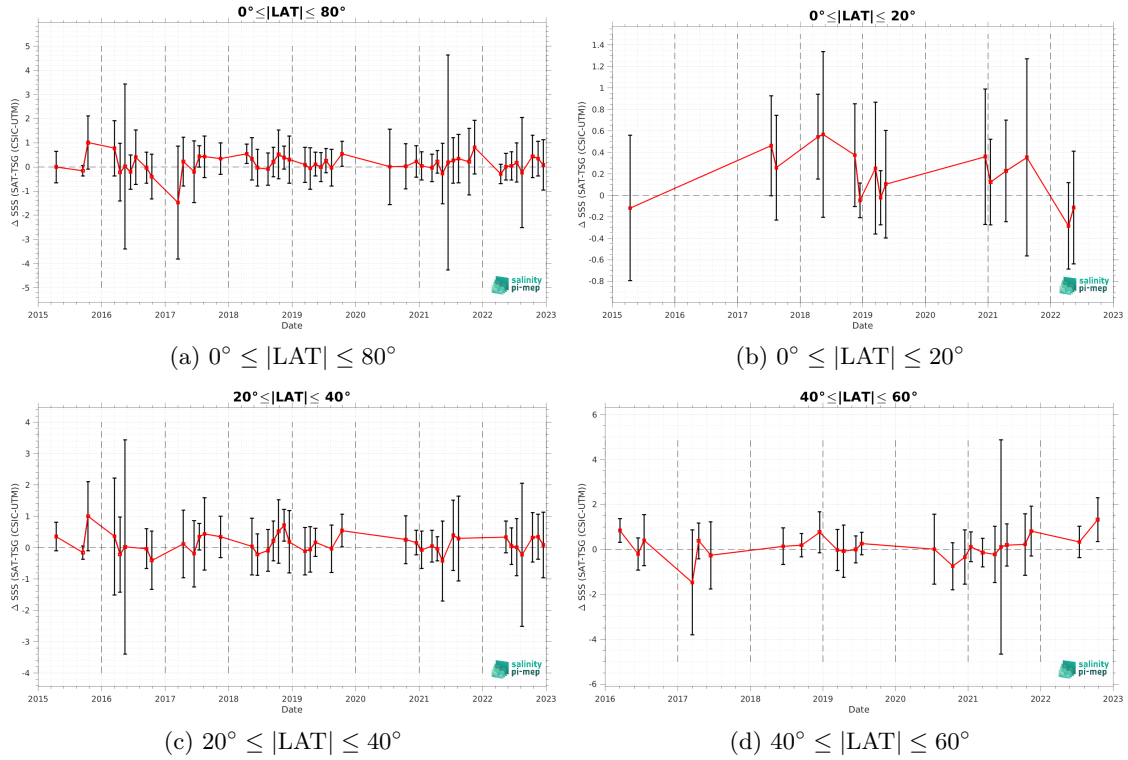 0°≤|LAT|≤ 80°
Δ SSS (SAT-TSG (CSIC-UTM))
5
4
3
2
1
0
-1
-2
-3
-4
-5
2015 2016 2017 2018 2019 2020 2021 2022 2023
Date
salinity
pi-mep
(a) 0° ≤ |LAT| ≤ 80°
0°≤|LAT|≤ 20°
Δ SSS (SAT-TSG (CSIC-UTM))
1.4
1.2
1
0.8
0.6
0.4
0.2
0
-0.2
-0.4
-0.6
-0.8
2015 2016 2017 2018 2019 2020 2021 2022 2023
Date
salinity
pi-mep
(b) 0° ≤ |LAT| ≤ 20°
20°≤|LAT|≤ 40°
Δ SSS (SAT-TSG (CSIC-UTM))
4
3
2
1
0
-1
-2
-3
-4
2015 2016 2017 2018 2019 2020 2021 2022 2023
Date
salinity
pi-mep
(c) 20° ≤ |LAT| ≤ 40°
40°≤|LAT|≤ 60°
Δ SSS (SAT-TSG (CSIC-UTM))
6
4
2
0
-2
-4
-6
2016 2017 2018 2019 2020 2021 2022 2023
Date
salinity
pi-mep
(d) 40° ≤ |LAT| ≤ 60°